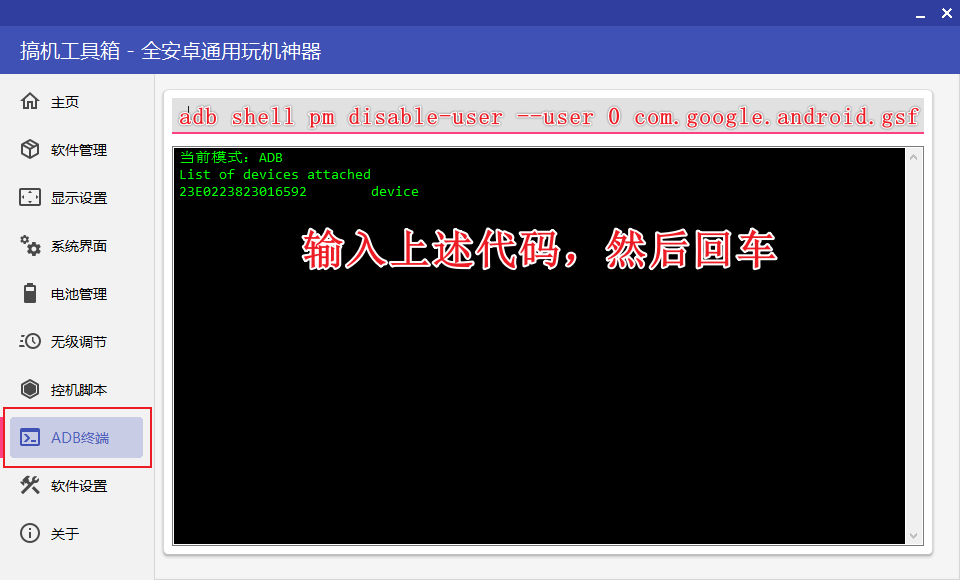 搞机工具箱 - 全安卓通用玩机神器
主页
软件管理
显示设置
系统界面
电池管理
无级调节
控机脚本
ADB终端
软件设置
关于
adb shell pm disable-user --user 0 com.google.android.gsf
当前模式：ADB
List of devices attached
23E0223823016592 device
输入上述代码，然后回车